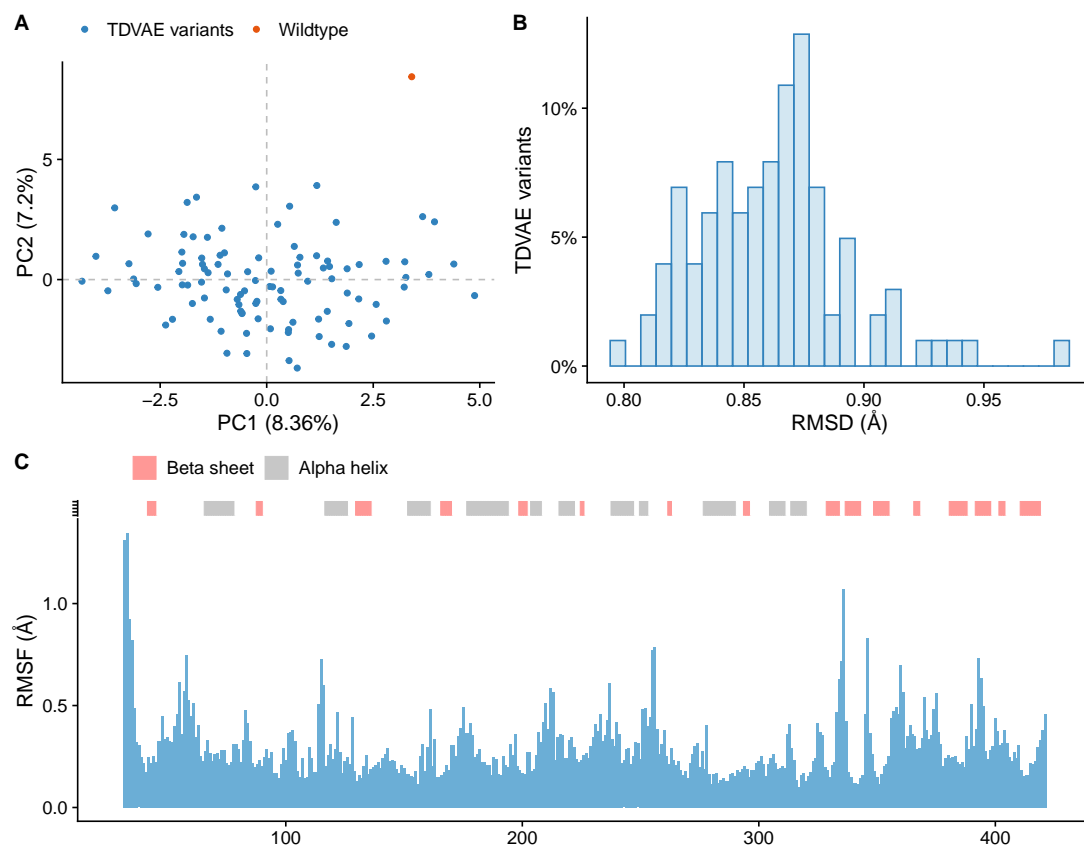 A
TDVAE variants
Wildtype
PC2 (7.2%)
5
0
−2.5
0.0
2.5
5.0
PC1 (8.36%)
B
TDVAE variants
10%
5%
0%
0.80
0.85
0.90
0.95
RMSD (Å)
C
Beta sheet
Alpha helix
RMSF (Å)
1.0
0.5
0.0
100
200
300
400